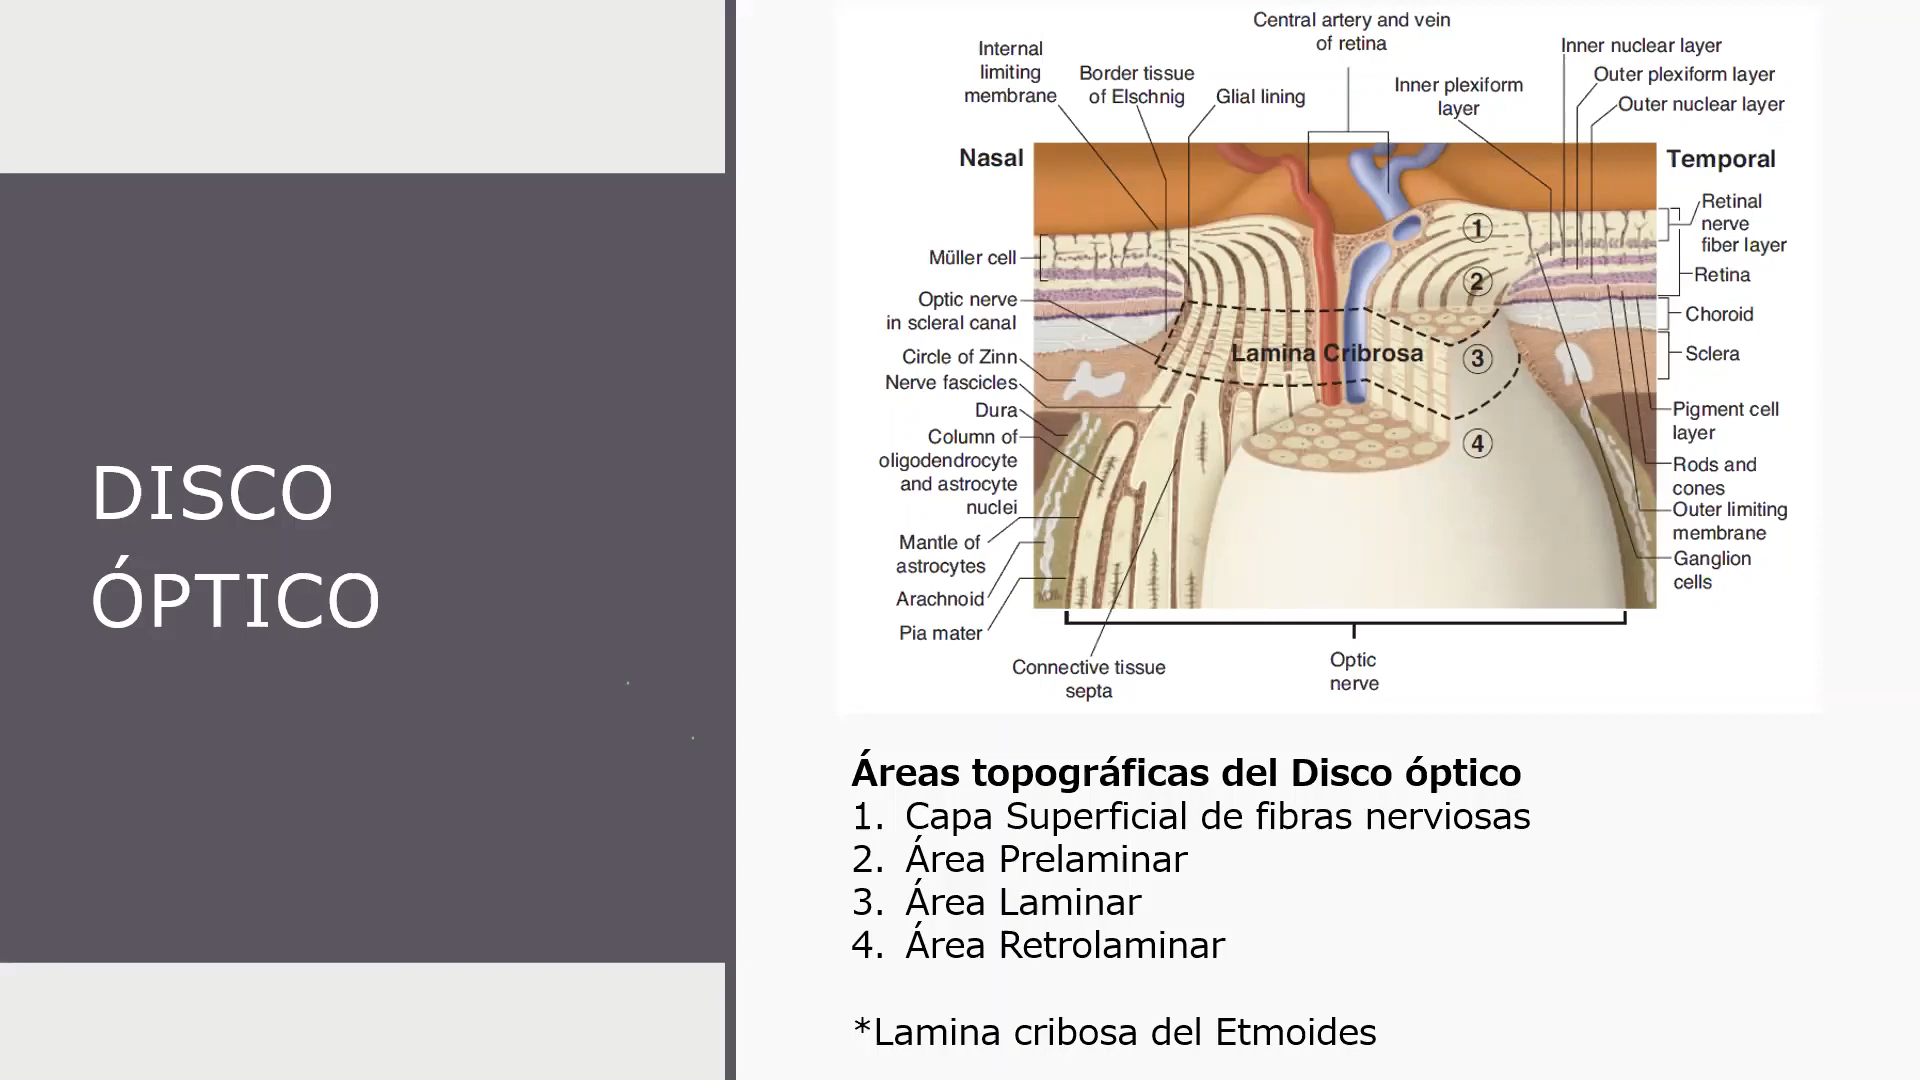 DISCO
ÓPTICO
Central artery and vein
of retina
Internal
limiting
membrane
Border tissue
of Elschnig
Glial lining
Inner plexiform
layer
Inner nuclear layer
Outer plexiform layer
Outer nuclear layer
Nasal
Temporal
Müller cell
Optic nerve
in scleral canal
Circle of Zinn
Nerve fascicles
Dura
Column of
oligodendrocyte
and astrocyte
nuclei
Mantle of
astrocytes
Arachnoid
Pia mater
Connective tissue
septa
Optic
nerve
1
2
Lamina Cribrosa
3
4
Retinal
nerve
fiber layer
Retina
Choroid
Sclera
Pigment cell
layer
Rods and
cones
Outer limiting
membrane
Ganglion
cells
Áreas topográficas del Disco óptico
1. Capa Superficial de fibras nerviosas
2. Área Prelaminar
3. Área Laminar
4. Área Retrolaminar
*Lamina cribosa del Etmoides